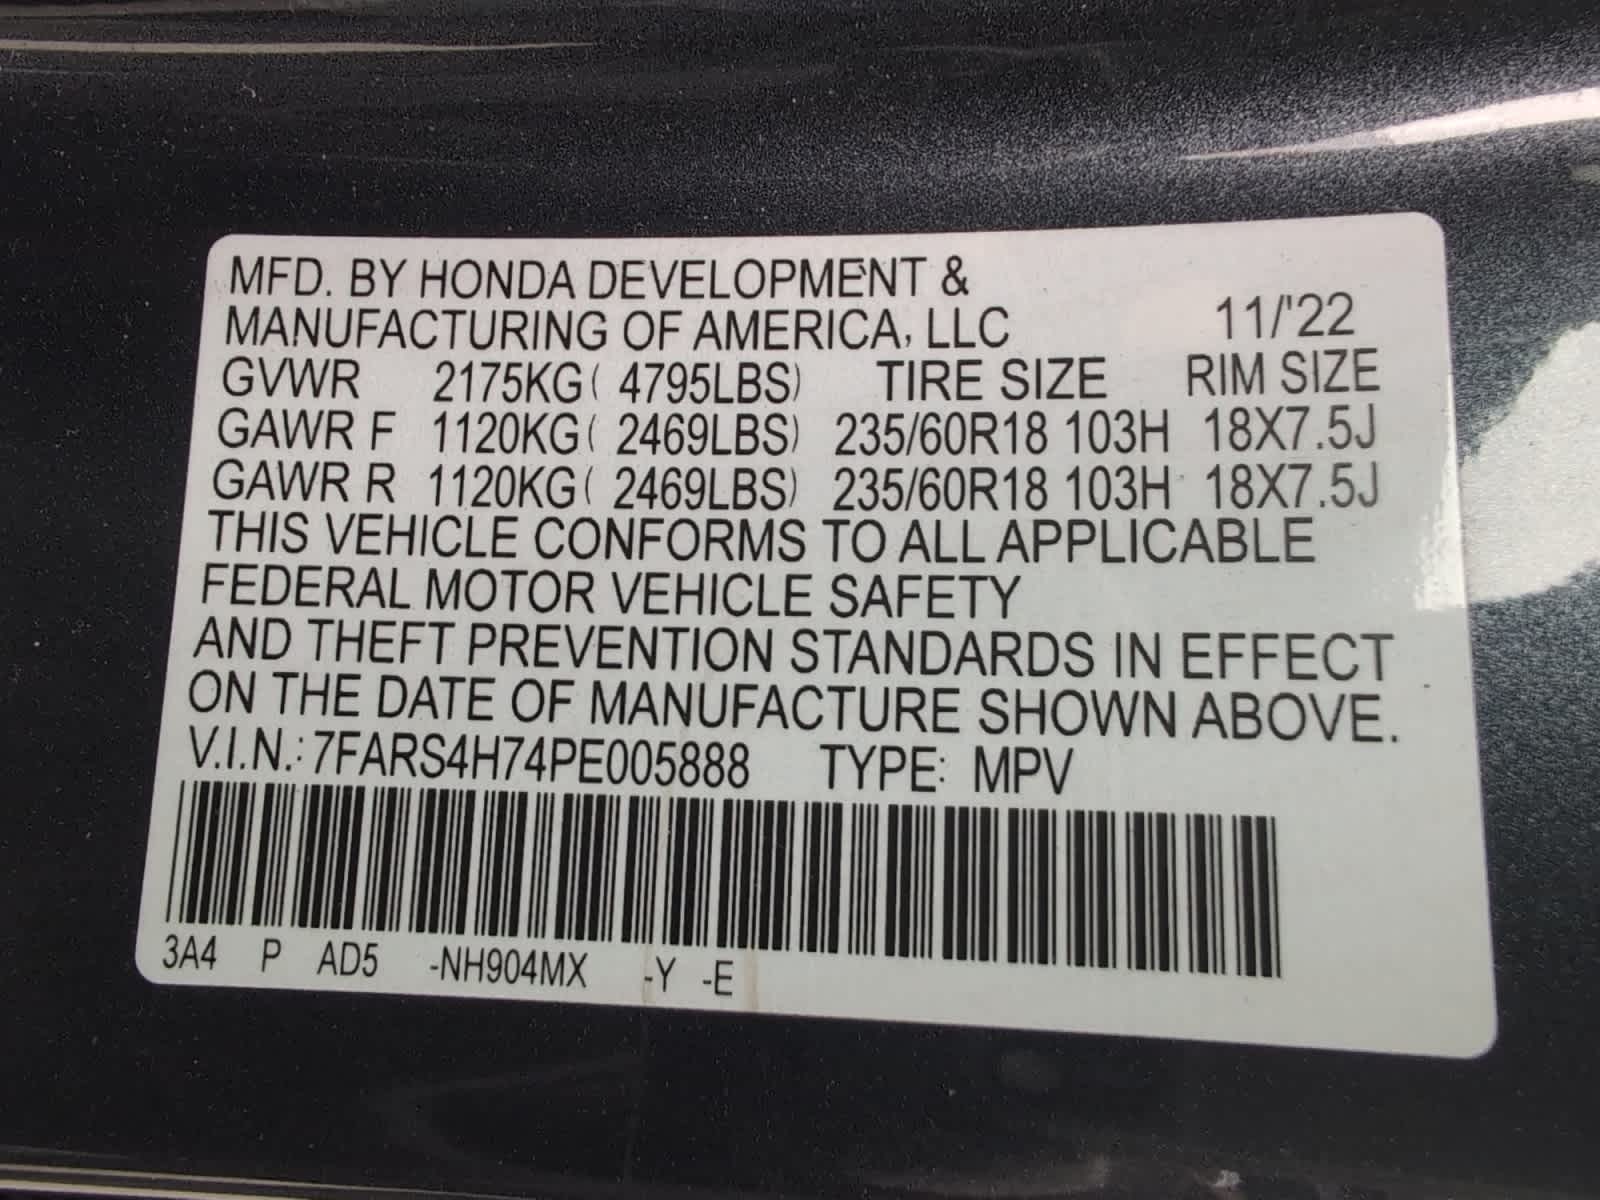 MFD. BY HONDA DEVELOPMENT &
MANUFACTURING OF AMERICA, LLC 11/'22
GVWR 2175KG( 4795LBS) TIRE SIZE RIM SIZE
GAWR F 1120KG( 2469LBS) 235/60R18 103H 18X7.5J
GAWR R 1120KG( 2469LBS) 235/60R18 103H 18X7.5J
THIS VEHICLE CONFORMS TO ALL APPLICABLE
FEDERAL MOTOR VEHICLE SAFETY
AND THEFT PREVENTION STANDARDS IN EFFECT
ON THE DATE OF MANUFACTURE SHOWN ABOVE.
V.I.N.: 7FARS4H74PE005888 TYPE: MPV
3A4 P AD5 -NH904MX -Y -E